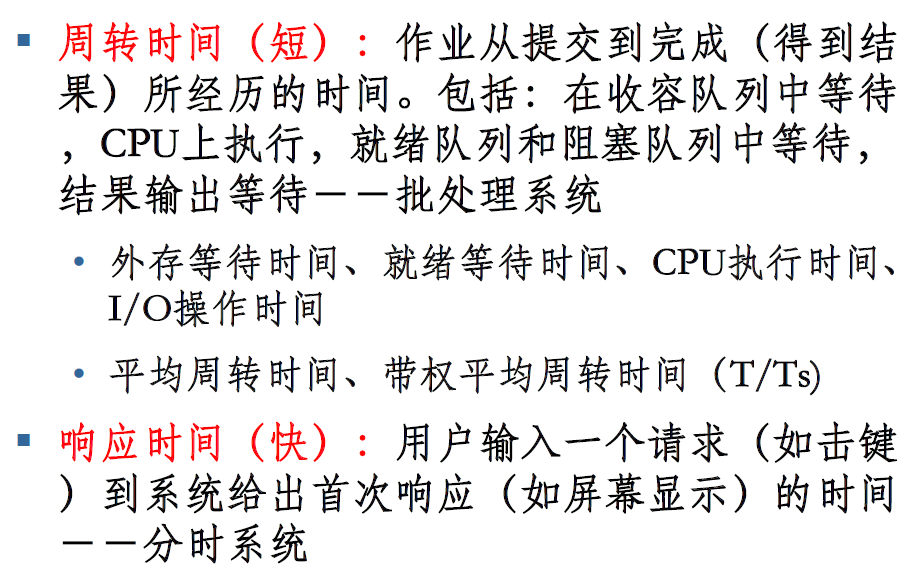 ▪ 周转时间（短）：作业从提交到完成（得到结
果）所经历的时间。包括：在收容队列中等待
，CPU上执行，就绪队列和阻塞队列中等待，
结果输出等待－－批处理系统
• 外存等待时间、就绪等待时间、CPU执行时间、
I/O操作时间
• 平均周转时间、带权平均周转时间（T/Ts)
▪ 响应时间（快）：用户输入一个请求（如击键
）到系统给出首次响应（如屏幕显示）的时间
－－分时系统